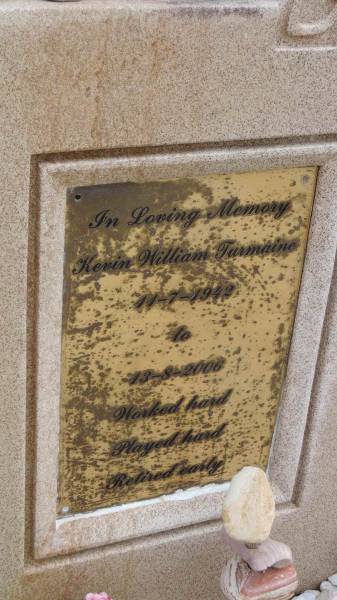 In Loving Memory
Kevin William Turmaine
11-7-1942
to
13-8-2006
Worked hard
Played hard
Retired early